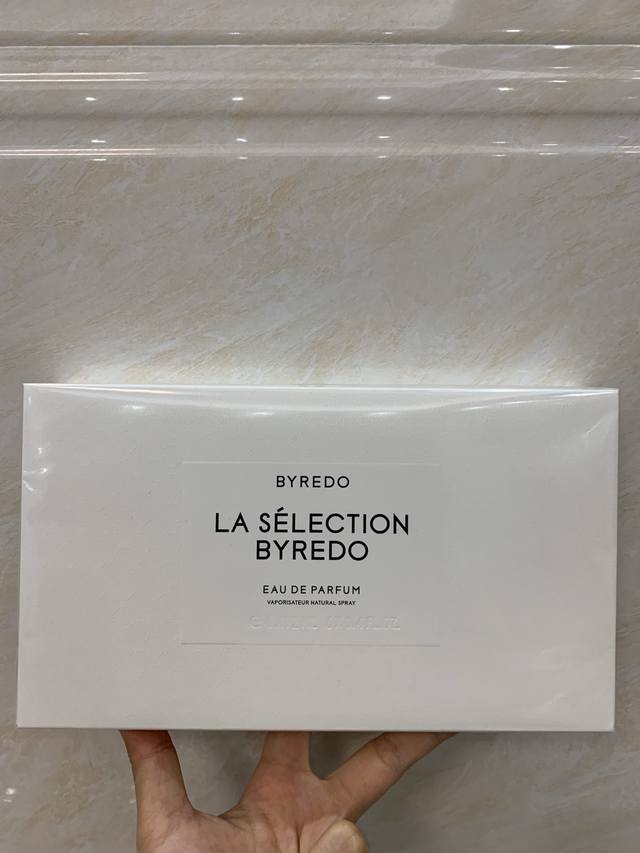 BYREDO
LA SÉLECTION
BYREDO
EAU DE PARFUM
VAPORISATEUR NATURAL SPRAY